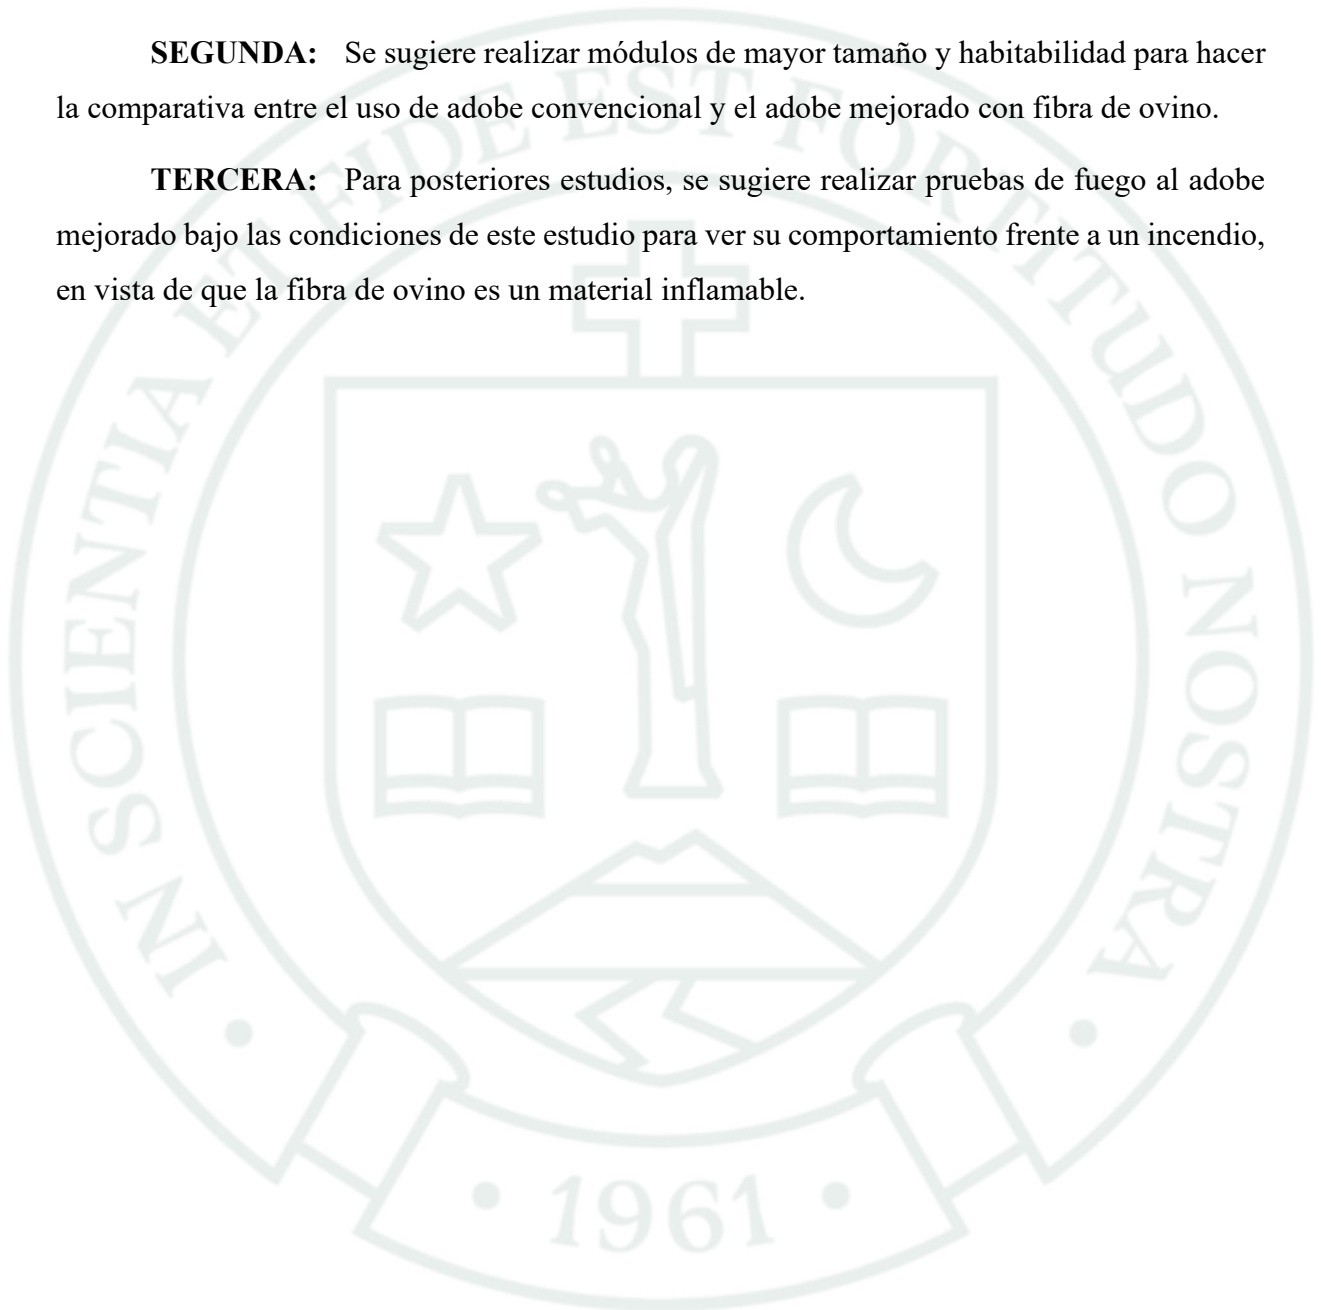 SEGUNDA: Se sugiere realizar módulos de mayor tamaño y habitabilidad para hacer
la comparativa entre el uso de adobe convencional y el adobe mejorado con fibra de ovino.
TERCERA: Para posteriores estudios, se sugiere realizar pruebas de fuego al adobe
mejorado bajo las condiciones de este estudio para ver su comportamiento frente a un incendio,
en vista de que la fibra de ovino es un material inflamable.
IN SCIENTIA ET FIDE EST FORTITUDO NOSTRA
• 1961 •